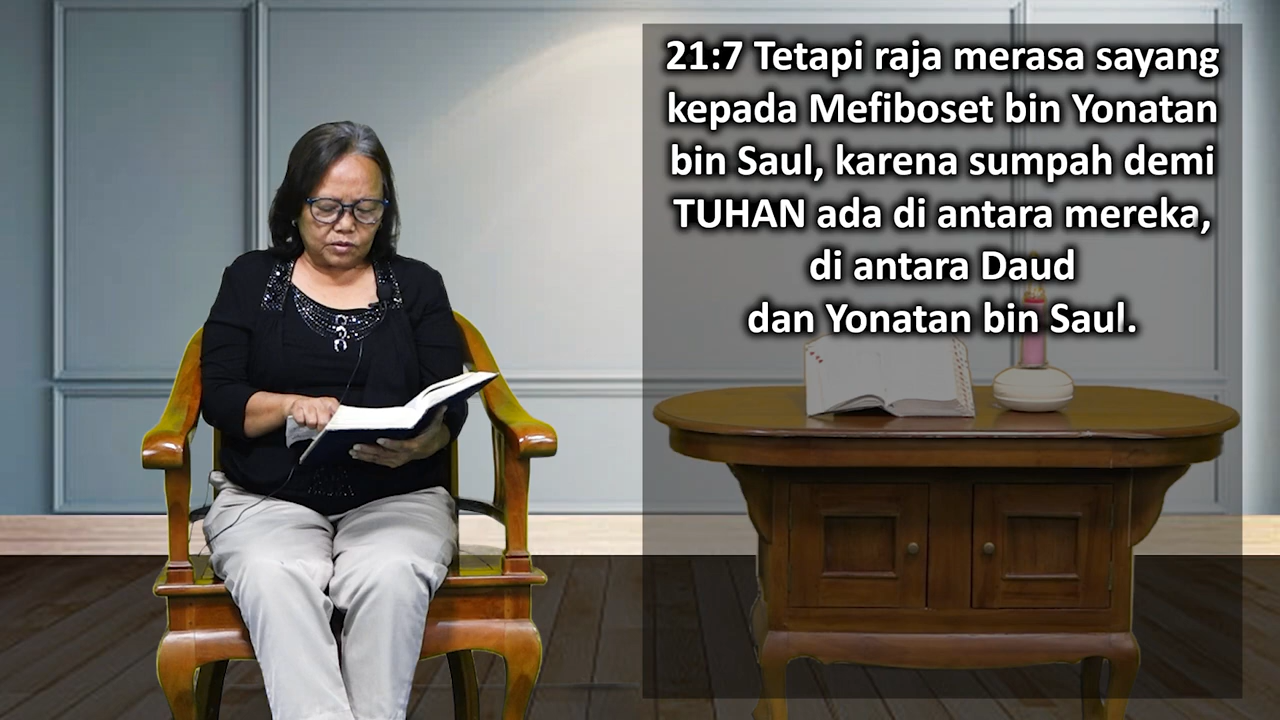 21:7 Tetapi raja merasa sayang
kepada Mefiboset bin Yonatan
bin Saul, karena sumpah demi
TUHAN ada di antara mereka,
di antara Daud
dan Yonatan bin Saul.